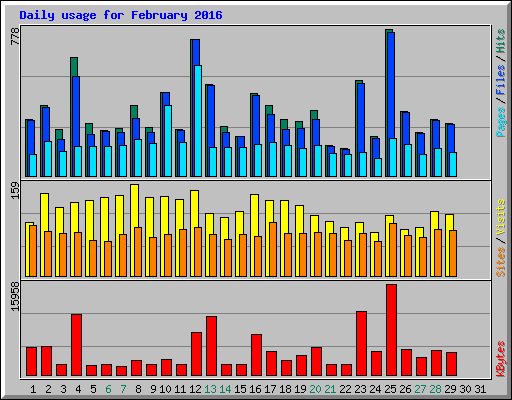 Daily usage for February 2016
778
Pages / Files / Hits
159
Sites / Visits
15958
KBytes
1 2 3 4 5 6 7 8 9 10 11 12 13 14 15 16 17 18 19 20 21 22 23 24 25 26 27 28 29 30 31